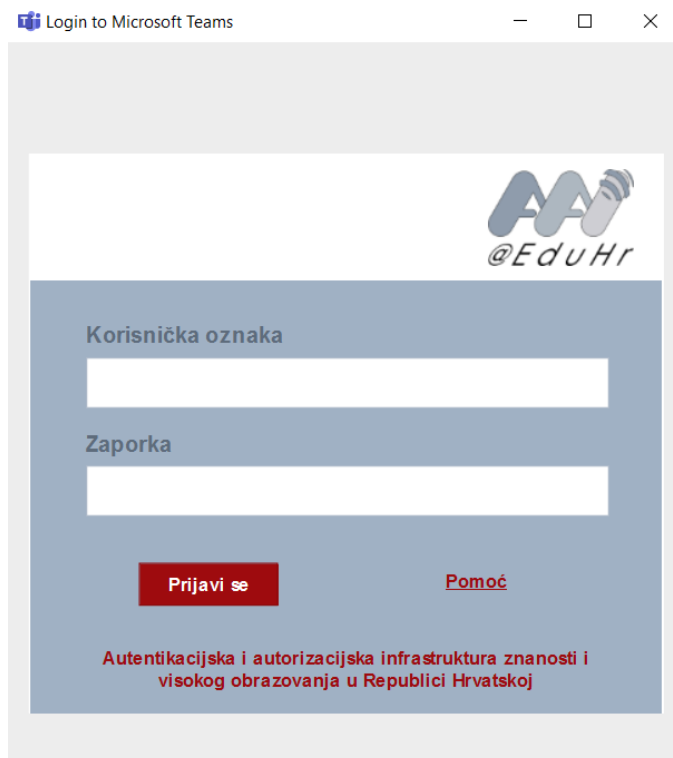 Login to Microsoft Teams
AAI
@EduHr
Korisnička oznaka
Zaporka
Prijavi se
Pomoć
Autentikacijska i autorizacijska infrastruktura znanosti i
visokog obrazovanja u Republici Hrvatskoj